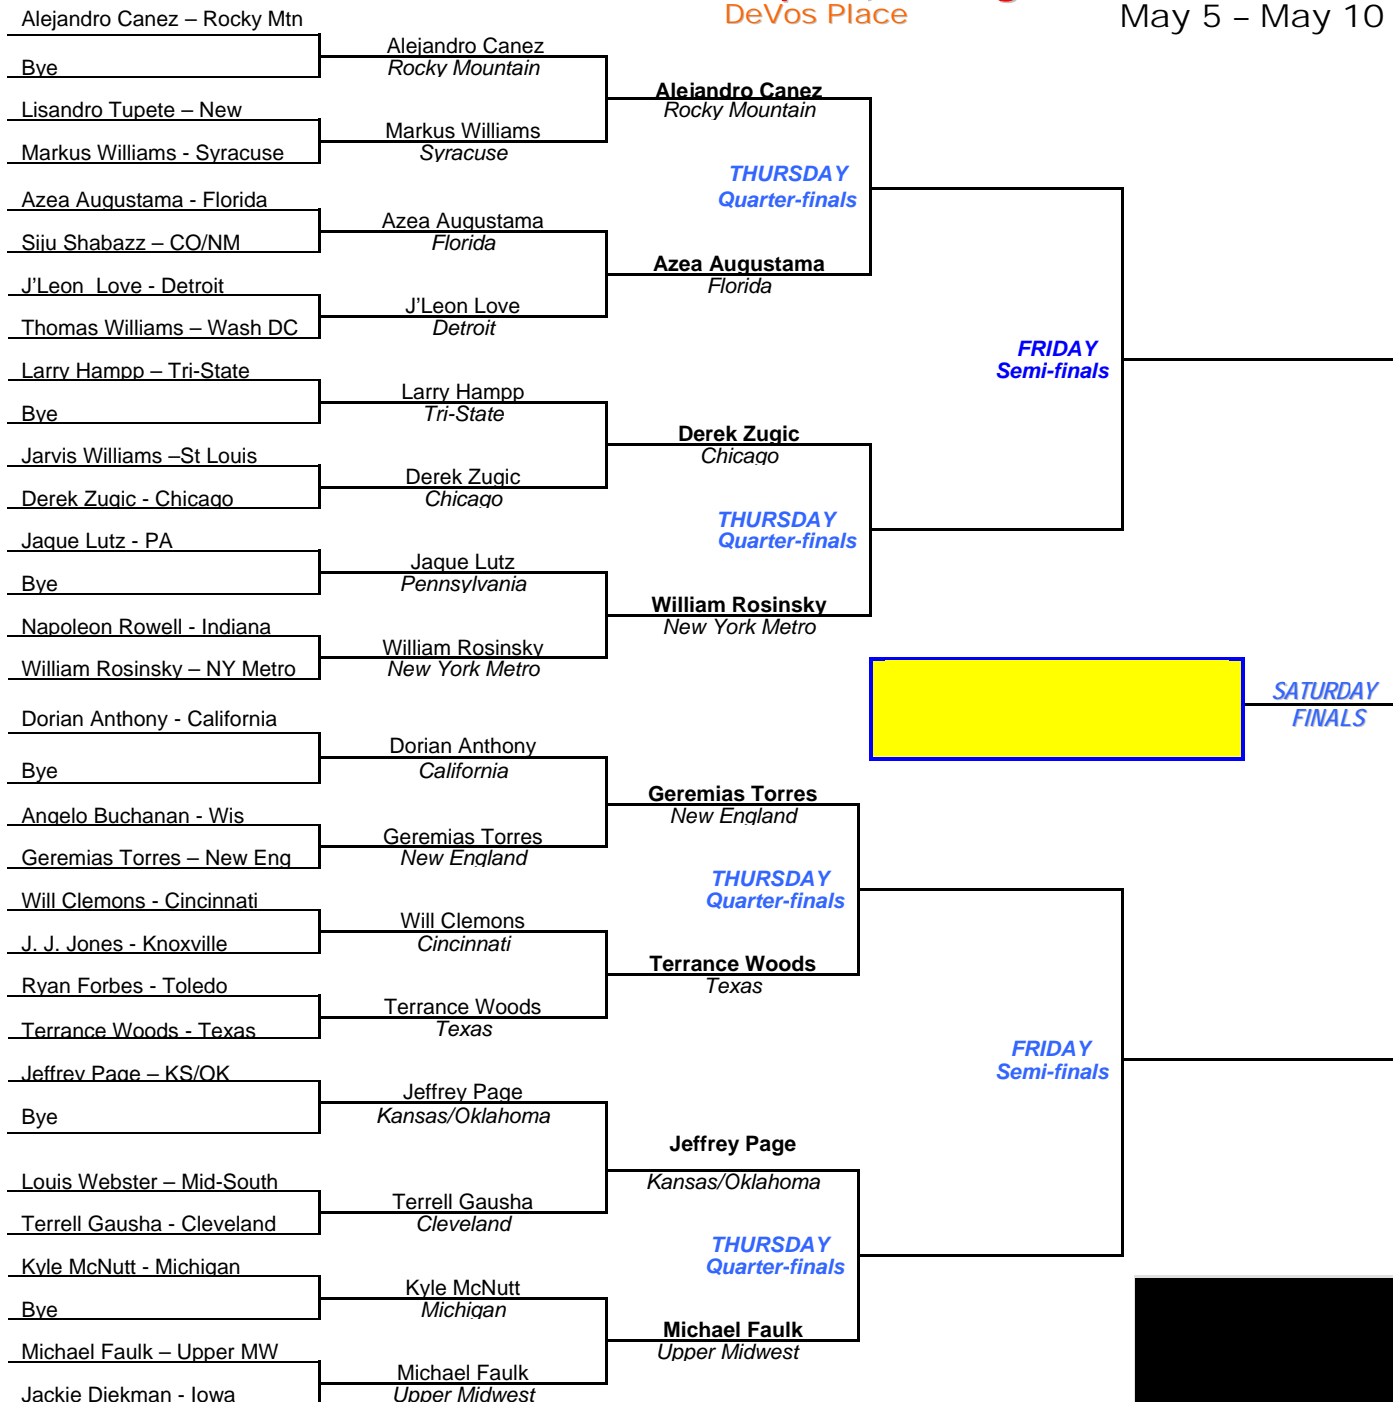 DeVos Place
May 5 – May 10
Alejandro Canez – Rocky Mtn
Bye
Lisandro Tupete – New
Markus Williams - Syracuse
Azea Augustama - Florida
Siju Shabazz – CO/NM
J'Leon  Love - Detroit
Thomas Williams – Wash DC
Larry Hampp – Tri-State
Bye
Jarvis Williams –St Louis
Derek Zugic - Chicago
Jaque Lutz - PA
Bye
Napoleon Rowell - Indiana
William Rosinsky – NY Metro
Dorian Anthony - California
Bye
Angelo Buchanan - Wis
Geremias Torres – New Eng
Will Clemons - Cincinnati
J. J. Jones - Knoxville
Ryan Forbes - Toledo
Terrance Woods - Texas
Jeffrey Page – KS/OK
Bye
Louis Webster – Mid-South
Terrell Gausha - Cleveland
Kyle McNutt - Michigan
Bye
Michael Faulk – Upper MW
Jackie Diekman - Iowa
Alejandro Canez
Rocky Mountain
Markus Williams
Syracuse
Azea Augustama
Florida
J'Leon Love
Detroit
Larry Hampp
Tri-State
Derek Zugic
Chicago
Jaque Lutz
Pennsylvania
William Rosinsky
New York Metro
Dorian Anthony
California
Geremias Torres
New England
Will Clemons
Cincinnati
Terrance Woods
Texas
Jeffrey Page
Kansas/Oklahoma
Terrell Gausha
Cleveland
Kyle McNutt
Michigan
Michael Faulk
Upper Midwest
Alejandro Canez
Rocky Mountain
THURSDAY
Quarter-finals
Azea Augustama
Florida
Derek Zugic
Chicago
THURSDAY
Quarter-finals
William Rosinsky
New York Metro
Geremias Torres
New England
THURSDAY
Quarter-finals
Terrance Woods
Texas
Jeffrey Page
Kansas/Oklahoma
THURSDAY
Quarter-finals
Michael Faulk
Upper Midwest
FRIDAY
Semi-finals
SATURDAY
FINALS
FRIDAY
Semi-finals